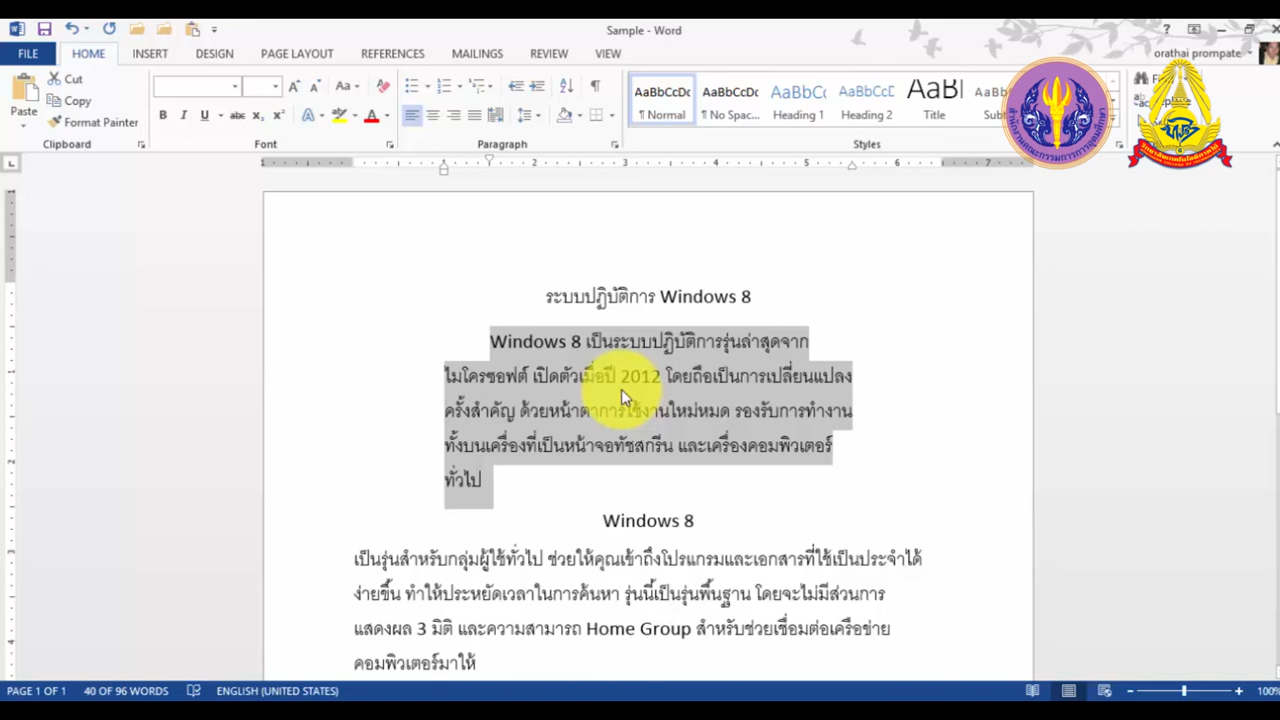 Sample - Word
FILE HOME INSERT DESIGN PAGE LAYOUT REFERENCES MAILINGS REVIEW VIEW
orathai prompate
Cut
Copy
Format Painter
Paste
Clipboard Font Paragraph Styles
AaBbCcDc AaBbCcDc AaBbCc AaBbCcC AaBl
¶ Normal ¶ No Spac... Heading 1 Heading 2 Title
ระบบปฏิบัติการ Windows 8
Windows 8 เป็นระบบปฏิบัติการรุ่นล่าสุดจาก
ไมโครซอฟต์ เปิดตัวเมื่อปี 2012 โดยถือเป็นการเปลี่ยนแปลง
ครั้งสำคัญ ด้วยหน้าตาการใช้งานใหม่หมด รองรับการทำงาน
ทั้งบนเครื่องที่เป็นหน้าจอทัชสกรีน และเครื่องคอมพิวเตอร์
ทั่วไป
Windows 8
เป็นรุ่นสำหรับกลุ่มผู้ใช้ทั่วไป ช่วยให้คุณเข้าถึงโปรแกรมและเอกสารที่ใช้เป็นประจำได้
ง่ายขึ้น ทำให้ประหยัดเวลาในการค้นหา รุ่นนี้เป็นรุ่นพื้นฐาน โดยจะไม่มีส่วนการ
แสดงผล 3 มิติ และความสามารถ Home Group สำหรับช่วยเชื่อมต่อเครือข่าย
คอมพิวเตอร์มาให้
PAGE 1 OF 1 40 OF 96 WORDS ENGLISH (UNITED STATES) 100%